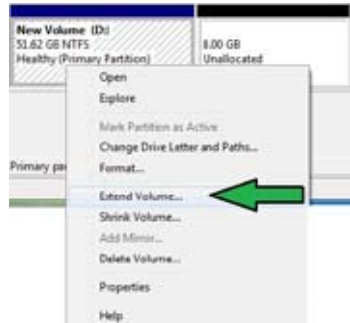 New Volume (D:)
51.62 GB NTFS
Healthy (Primary Partition)
8.00 GB
Unallocated
Open
Explore
Mark Partition as Active
Change Drive Letter and Paths...
Format...
Primary par
Extend Volume...
Shrink Volume...
Add Mirror...
Delete Volume...
Properties
Help